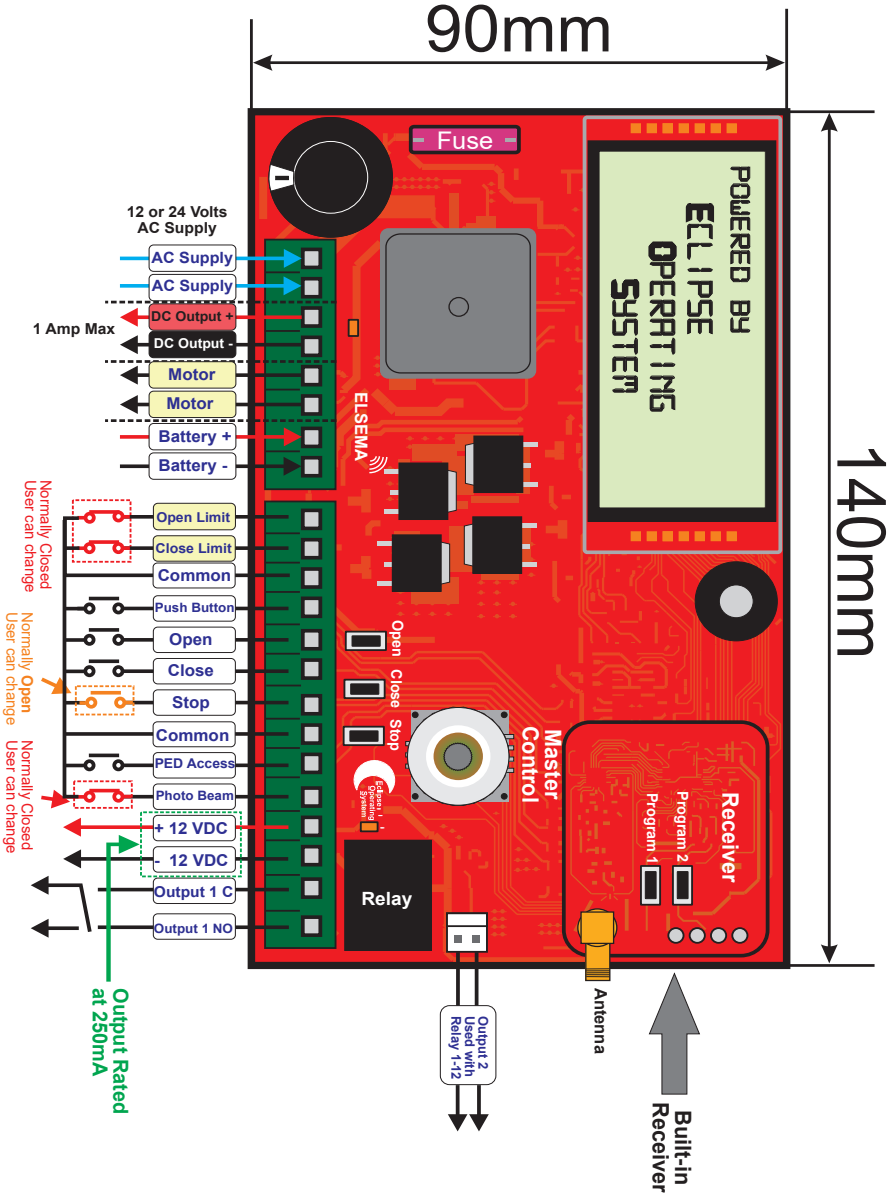 90mm
140mm
Fuse
POWERED BY
ECLIPSE
OPERATING
SYSTEM
12 or 24 Volts
AC Supply
AC Supply
AC Supply
1 Amp Max
DC Output +
DC Output -
Motor
Motor
Battery +
Battery -
ELSEMA
Normally Closed
User can change
Open Limit
Close Limit
Common
Push Button
Open
Close
Stop
Common
PED Access
Photo Beam
+ 12 VDC
- 12 VDC
Output 1 C
Output 1 NO
Normally Open
User can change
Normally Closed
User can change
Output Rated
at 250mA
Open
Close
Stop
Master
Control
Eclipse
Operating
System
Relay
Receiver
Program 2
Program 1
Antenna
Output 2
Used with
Relay 1-12
Built-in
Receiver